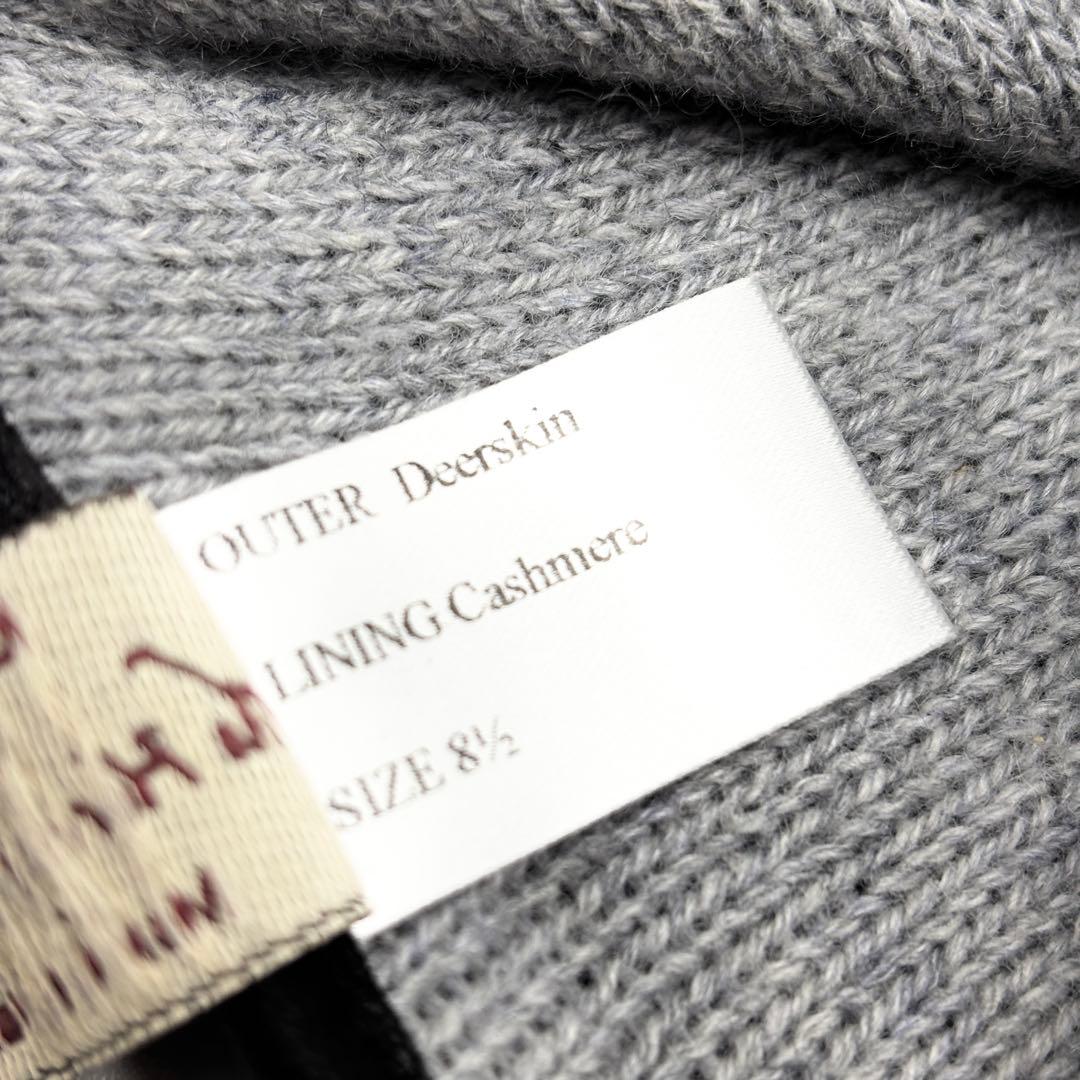 OUTER Deerskin
LINING Cashmere
SIZE 8½